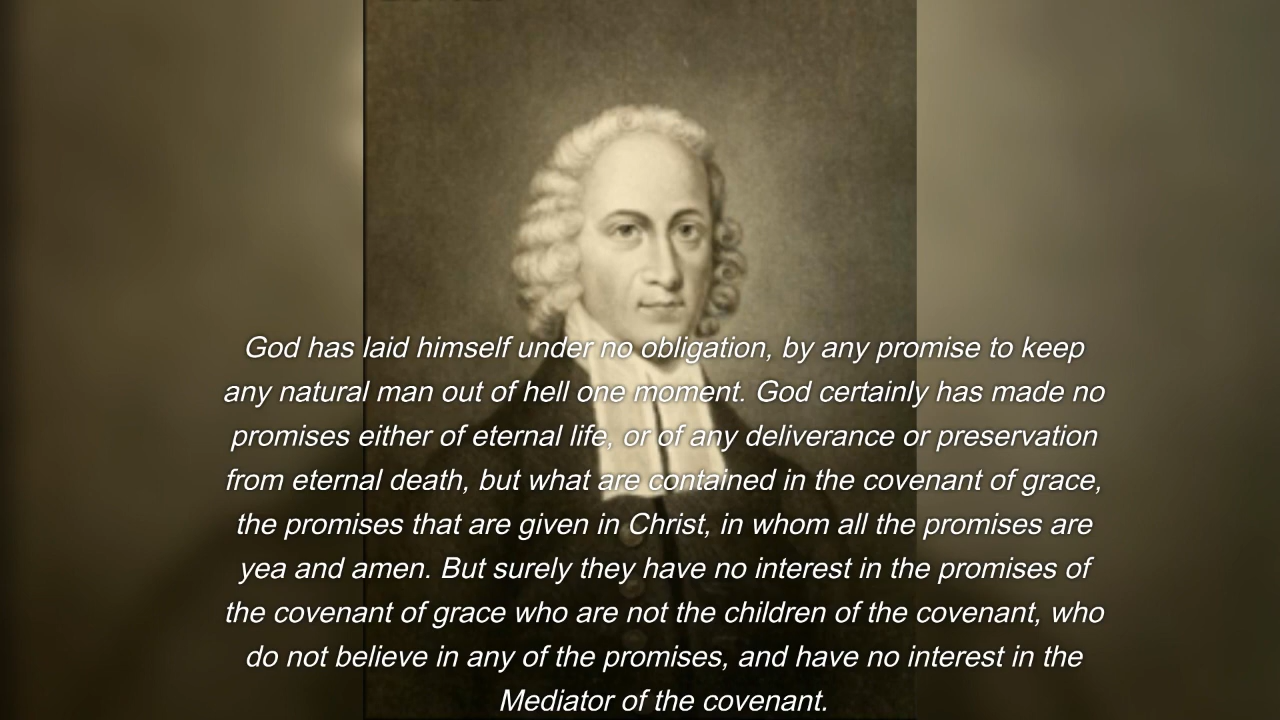 God has laid himself under no obligation, by any promise to keep
any natural man out of hell one moment. God certainly has made no
promises either of eternal life, or of any deliverance or preservation
from eternal death, but what are contained in the covenant of grace,
the promises that are given in Christ, in whom all the promises are
yea and amen. But surely they have no interest in the promises of
the covenant of grace who are not the children of the covenant, who
do not believe in any of the promises, and have no interest in the
Mediator of the covenant.